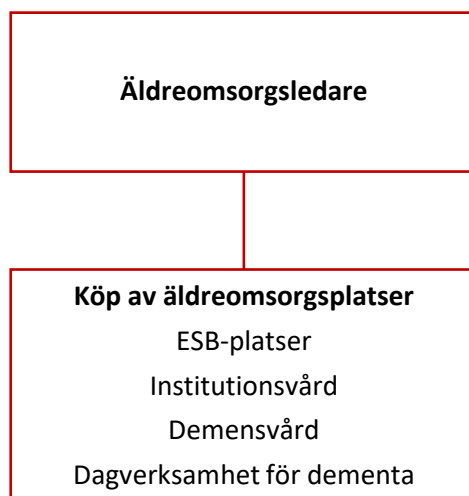 Äldreomsorgsledare
Köp av äldreomsorgsplatser
ESB-platser
Institutionsvård
Demensvård
Dagverksamhet för dementa